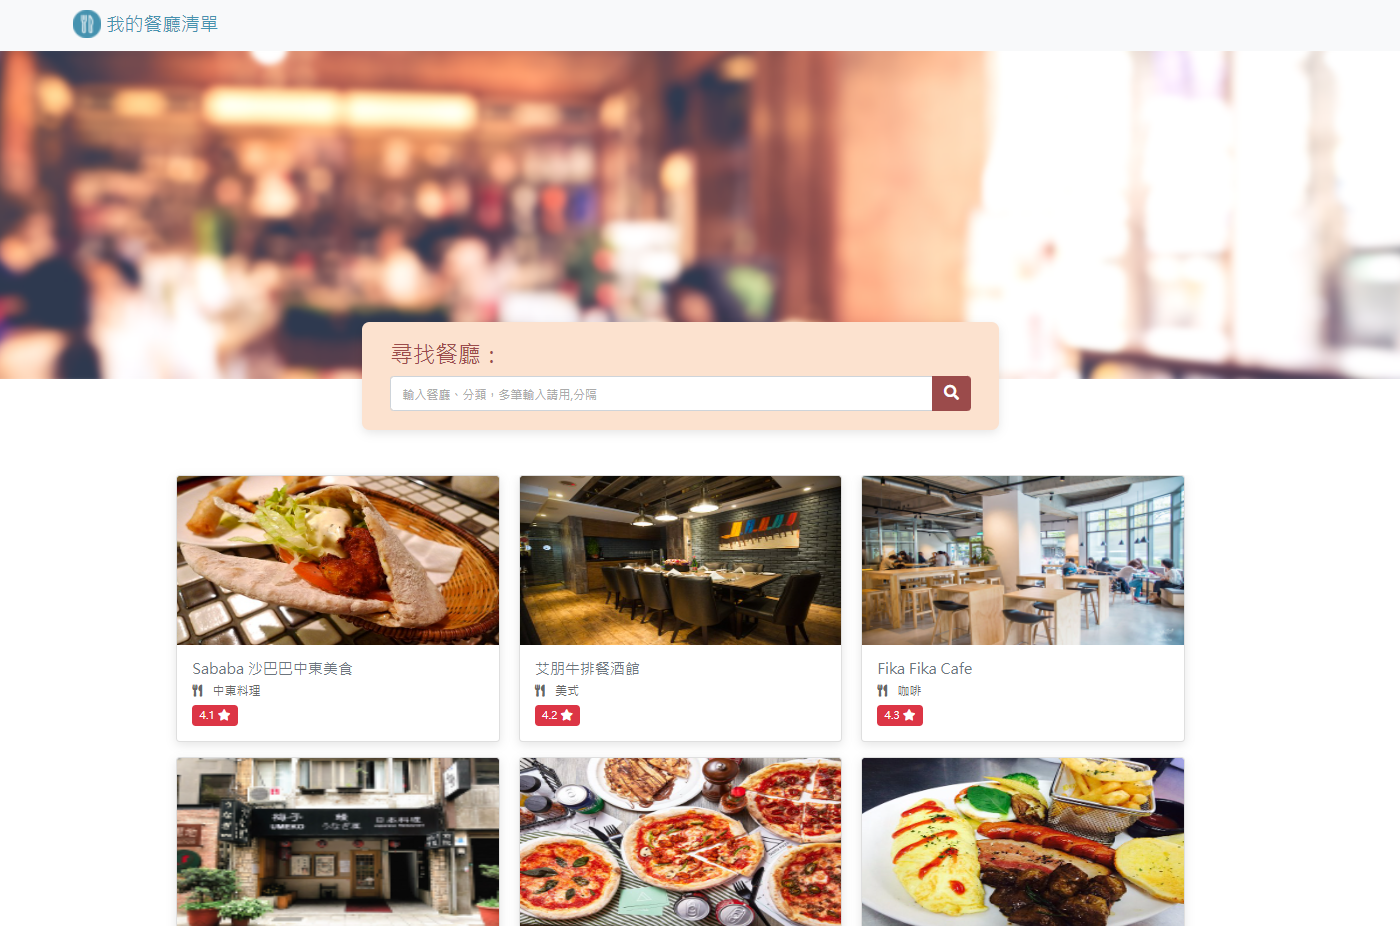 我的餐廳清單
尋找餐廳：
輸入餐廳、分類，多筆輸入請用,分隔
Sababa 沙巴巴中東美食
中東料理
4.1
艾朋牛排餐酒館
美式
4.2
Fika Fika Cafe
咖啡
4.3
梅子 鰻 日本料理
UMEKO うなぎ屋